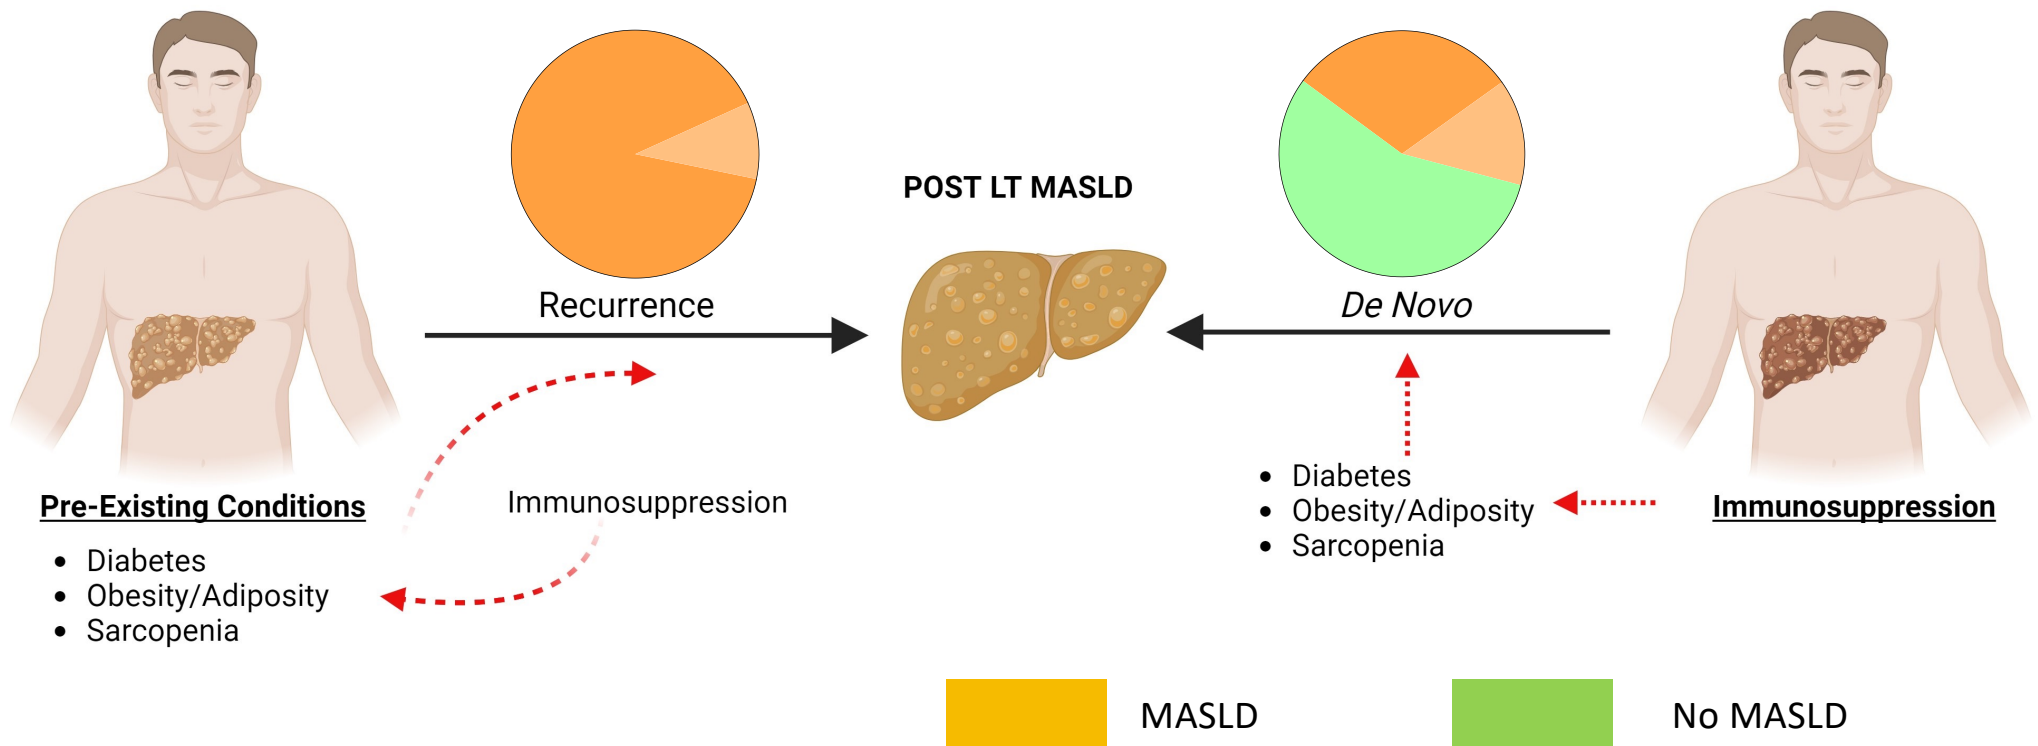 POST LT MASLD
Recurrence
De Novo
Pre-Existing Conditions
• Diabetes
• Obesity/Adiposity
• Sarcopenia
Immunosuppression
• Diabetes
• Obesity/Adiposity
• Sarcopenia
Immunosuppression
MASLD
No MASLD